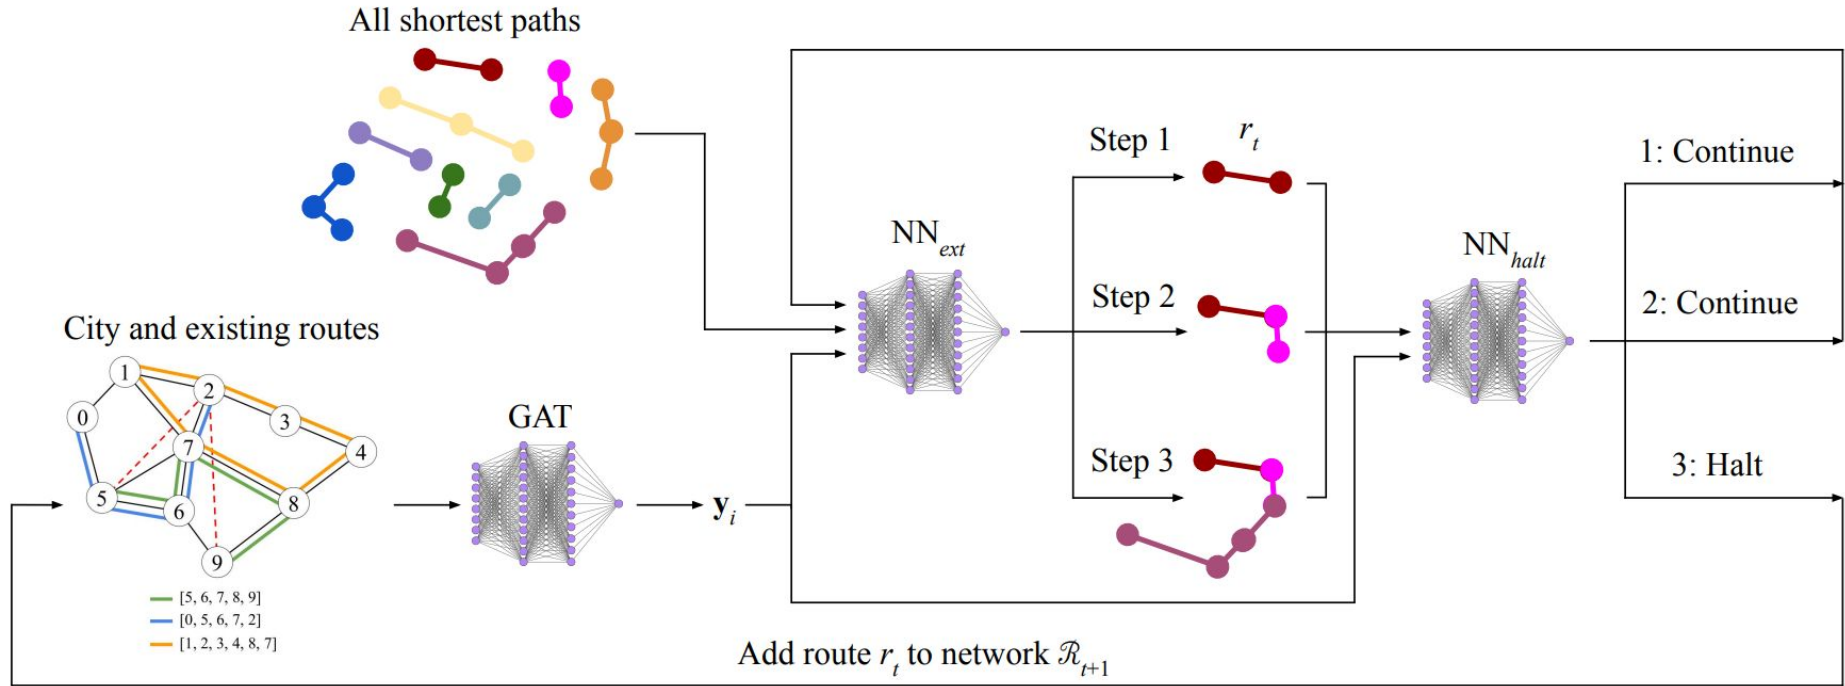 All shortest paths
Step 1
r_t
1: Continue
NN_ext
NN_halt
Step 2
2: Continue
City and existing routes
1
2
0
3
GAT
7
4
Step 3
3: Halt
5
8
6
y_i
9
[5, 6, 7, 8, 9]
[0, 5, 6, 7, 2]
[1, 2, 3, 4, 8, 7]
Add route r_t to network ℛ_{t+1}